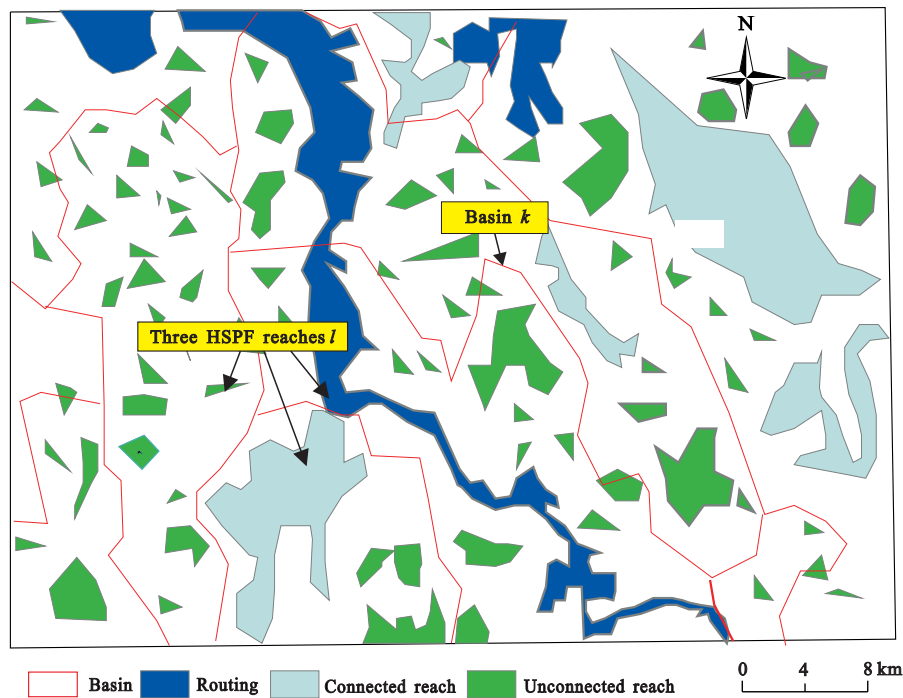 N
Basin k
Three HSPF reaches l
0 4 8 km
Basin Routing Connected reach Unconnected reach